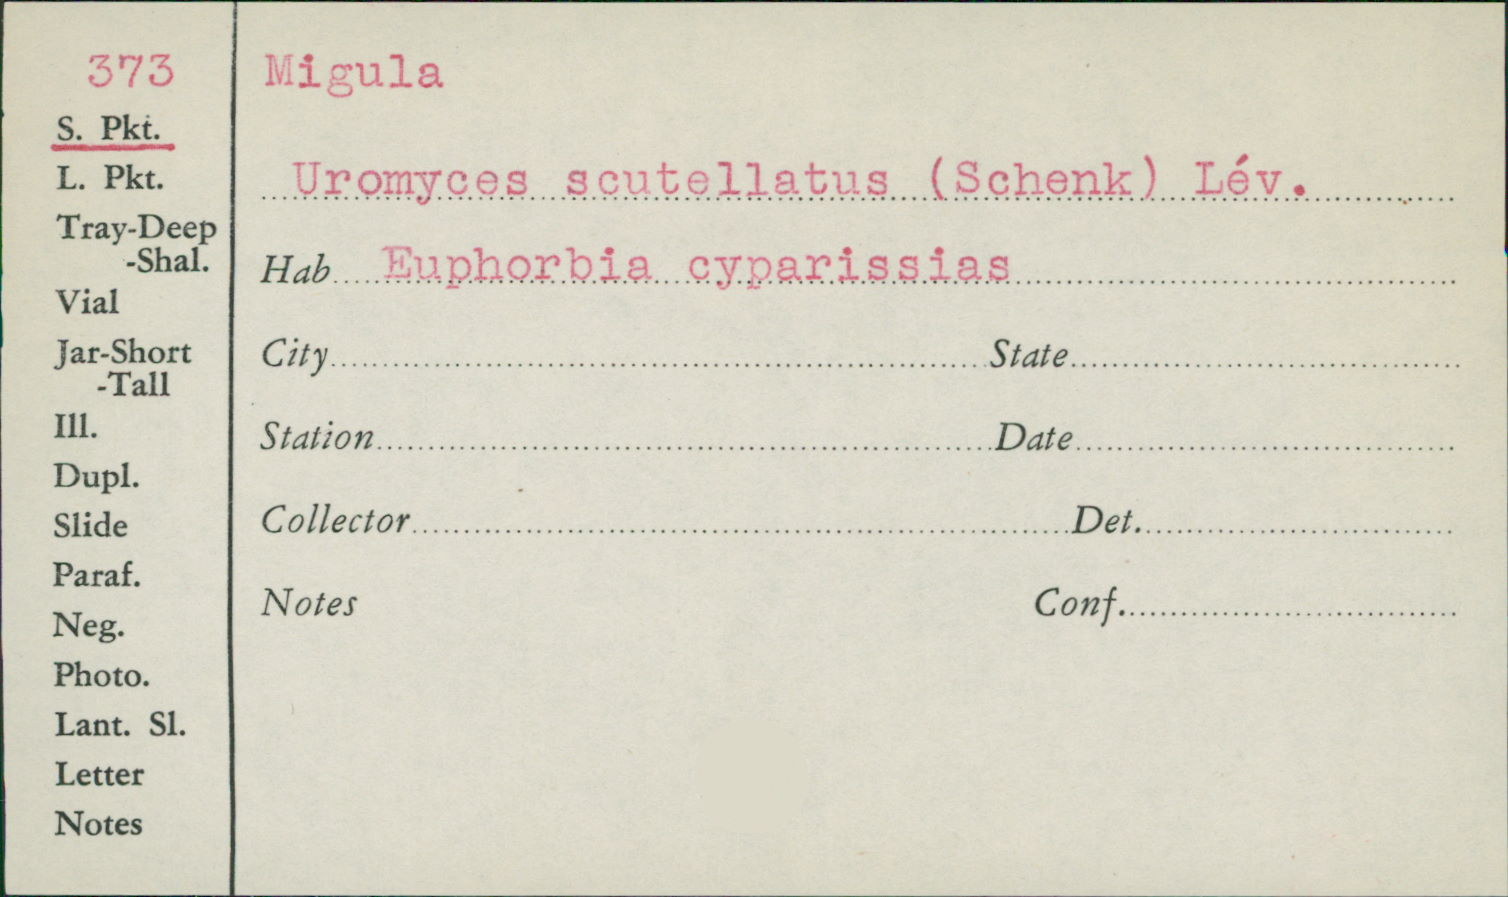 373
S. Pkt.
L. Pkt.
Tray-Deep
-Shal.
Vial
Jar-Short
-Tall
Ill.
Dupl.
Slide
Paraf.
Neg.
Photo.
Lant. Sl.
Letter
Notes
Migula
Uromyces scutellatus (Schenk) Lév.
Hab Euphorbia cyparissias
City State
Station Date
Collector Det.
Notes Conf.